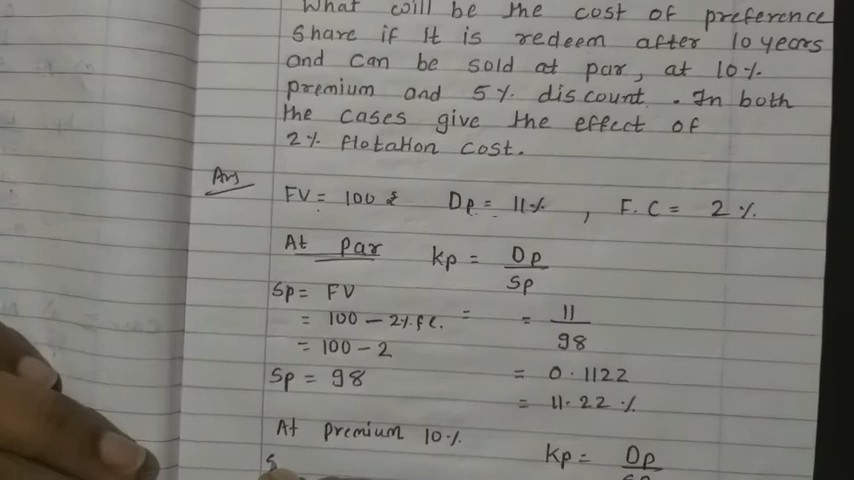 What will be the cost of preference
Share if It is redeem after 10 years
and can be sold at par, at 10%
premium and 5% discount. In both
the cases give the effect of
2% flotation cost.
Ans
FV = 100 ₹ Dp = 11% , F.C = 2%.
At Par Kp = Dp / Sp
Sp = FV
= 100 - 2% fc. = = 11 / 98
= 100 - 2
Sp = 98 = 0.1122
= 11.22 %
At premium 10%
S Kp = Dp